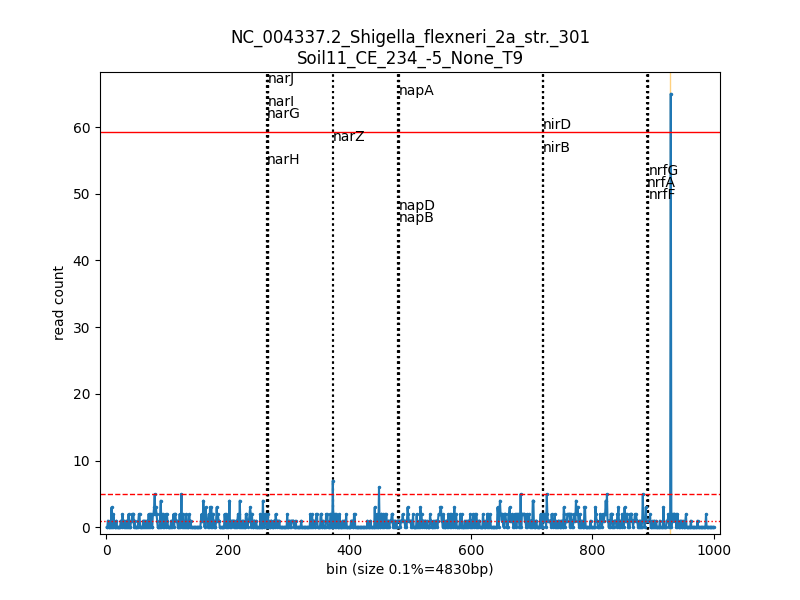 NC_004337.2_Shigella_flexneri_2a_str._301
Soil11_CE_234_-5_None_T9
narJ
narI
narG
narH
narZ
napA
napD
napB
nirD
nirB
nrfG
nrfA
nrfF
read count
60
50
40
30
20
10
0
0
200
400
600
800
1000
bin (size 0.1%=4830bp)